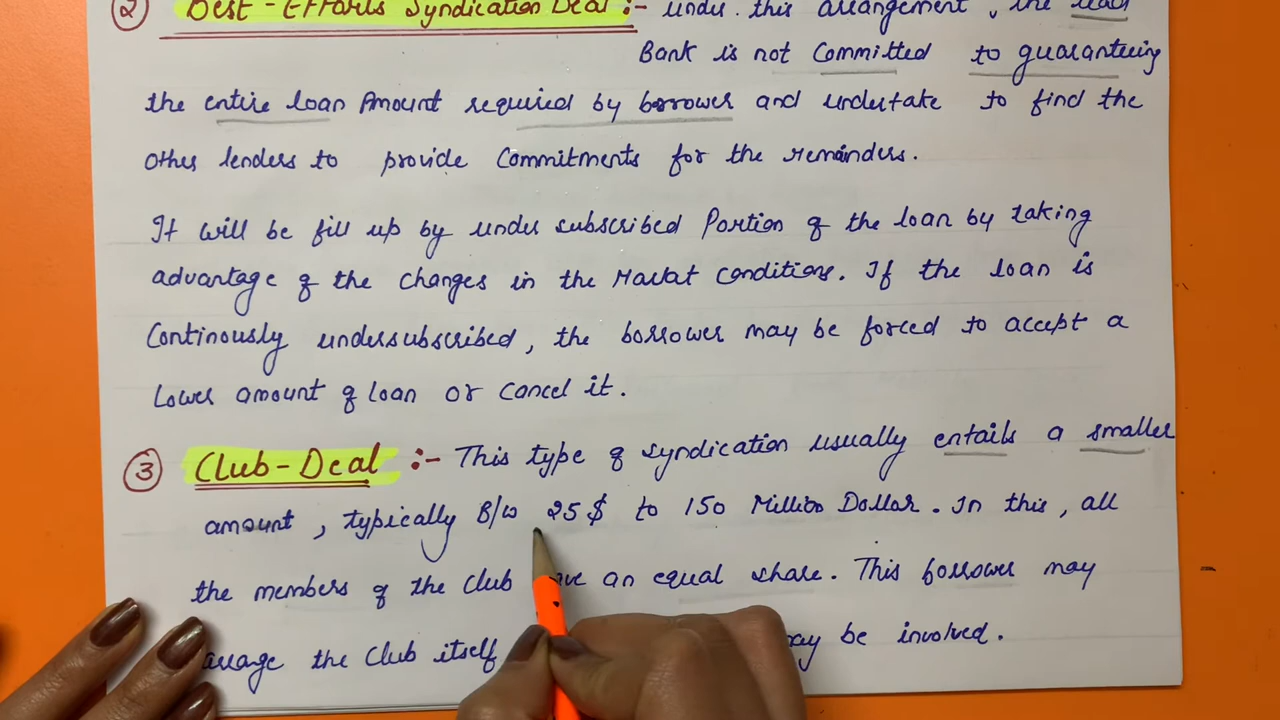 ② Best-Efforts Syndication Deal :- under this arrangement, the lead
Bank is not committed to guaranteeing
the entire loan Amount required by borrower and undertake to find the
other lenders to provide commitments for the remainders.
It will be fill up by under subscribed Portion of the loan by taking
advantage of the changes in the Market conditions. If the loan is
Continously undersubscribed, the borrower may be forced to accept a
Lower amount of loan or cancel it.
③ Club-Deal :- This type of syndication usually entails a smaller
amount, typically B/w 25$ to 150 Million Dollar. In this, all
the members of the club have an equal share. This borrower may
arrage the club itself may be involved.